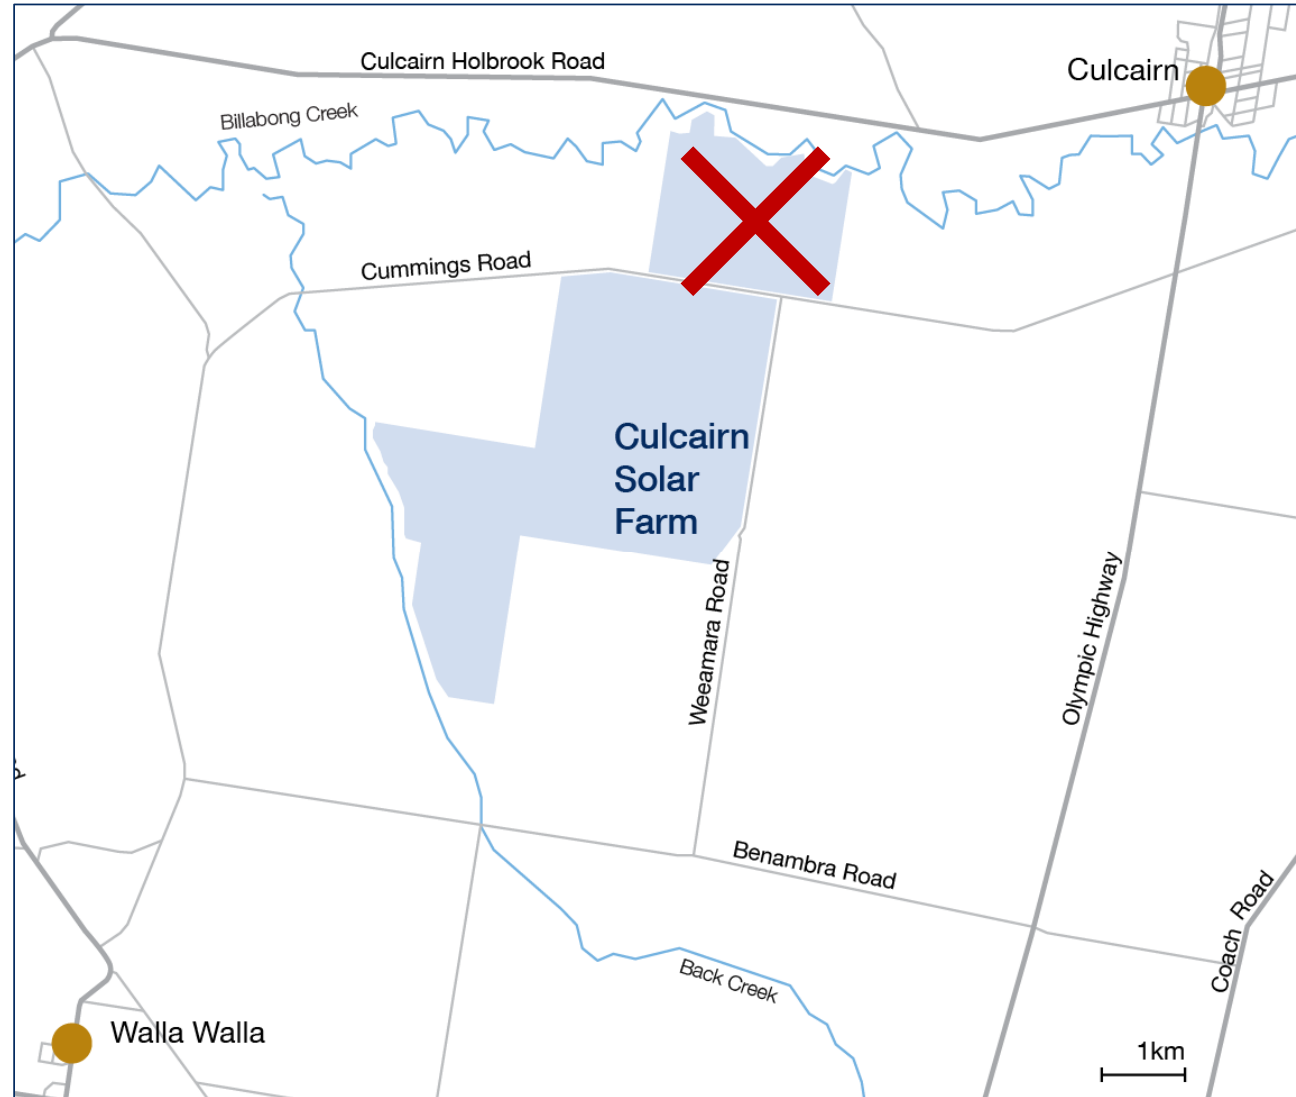 Culcairn Holbrook Road
Culcairn
Billabong Creek
Cummings Road
Culcairn
Solar
Farm
Weeamara Road
Olympic Highway
Benambra Road
Coach Road
Back Creek
Walla Walla
1km